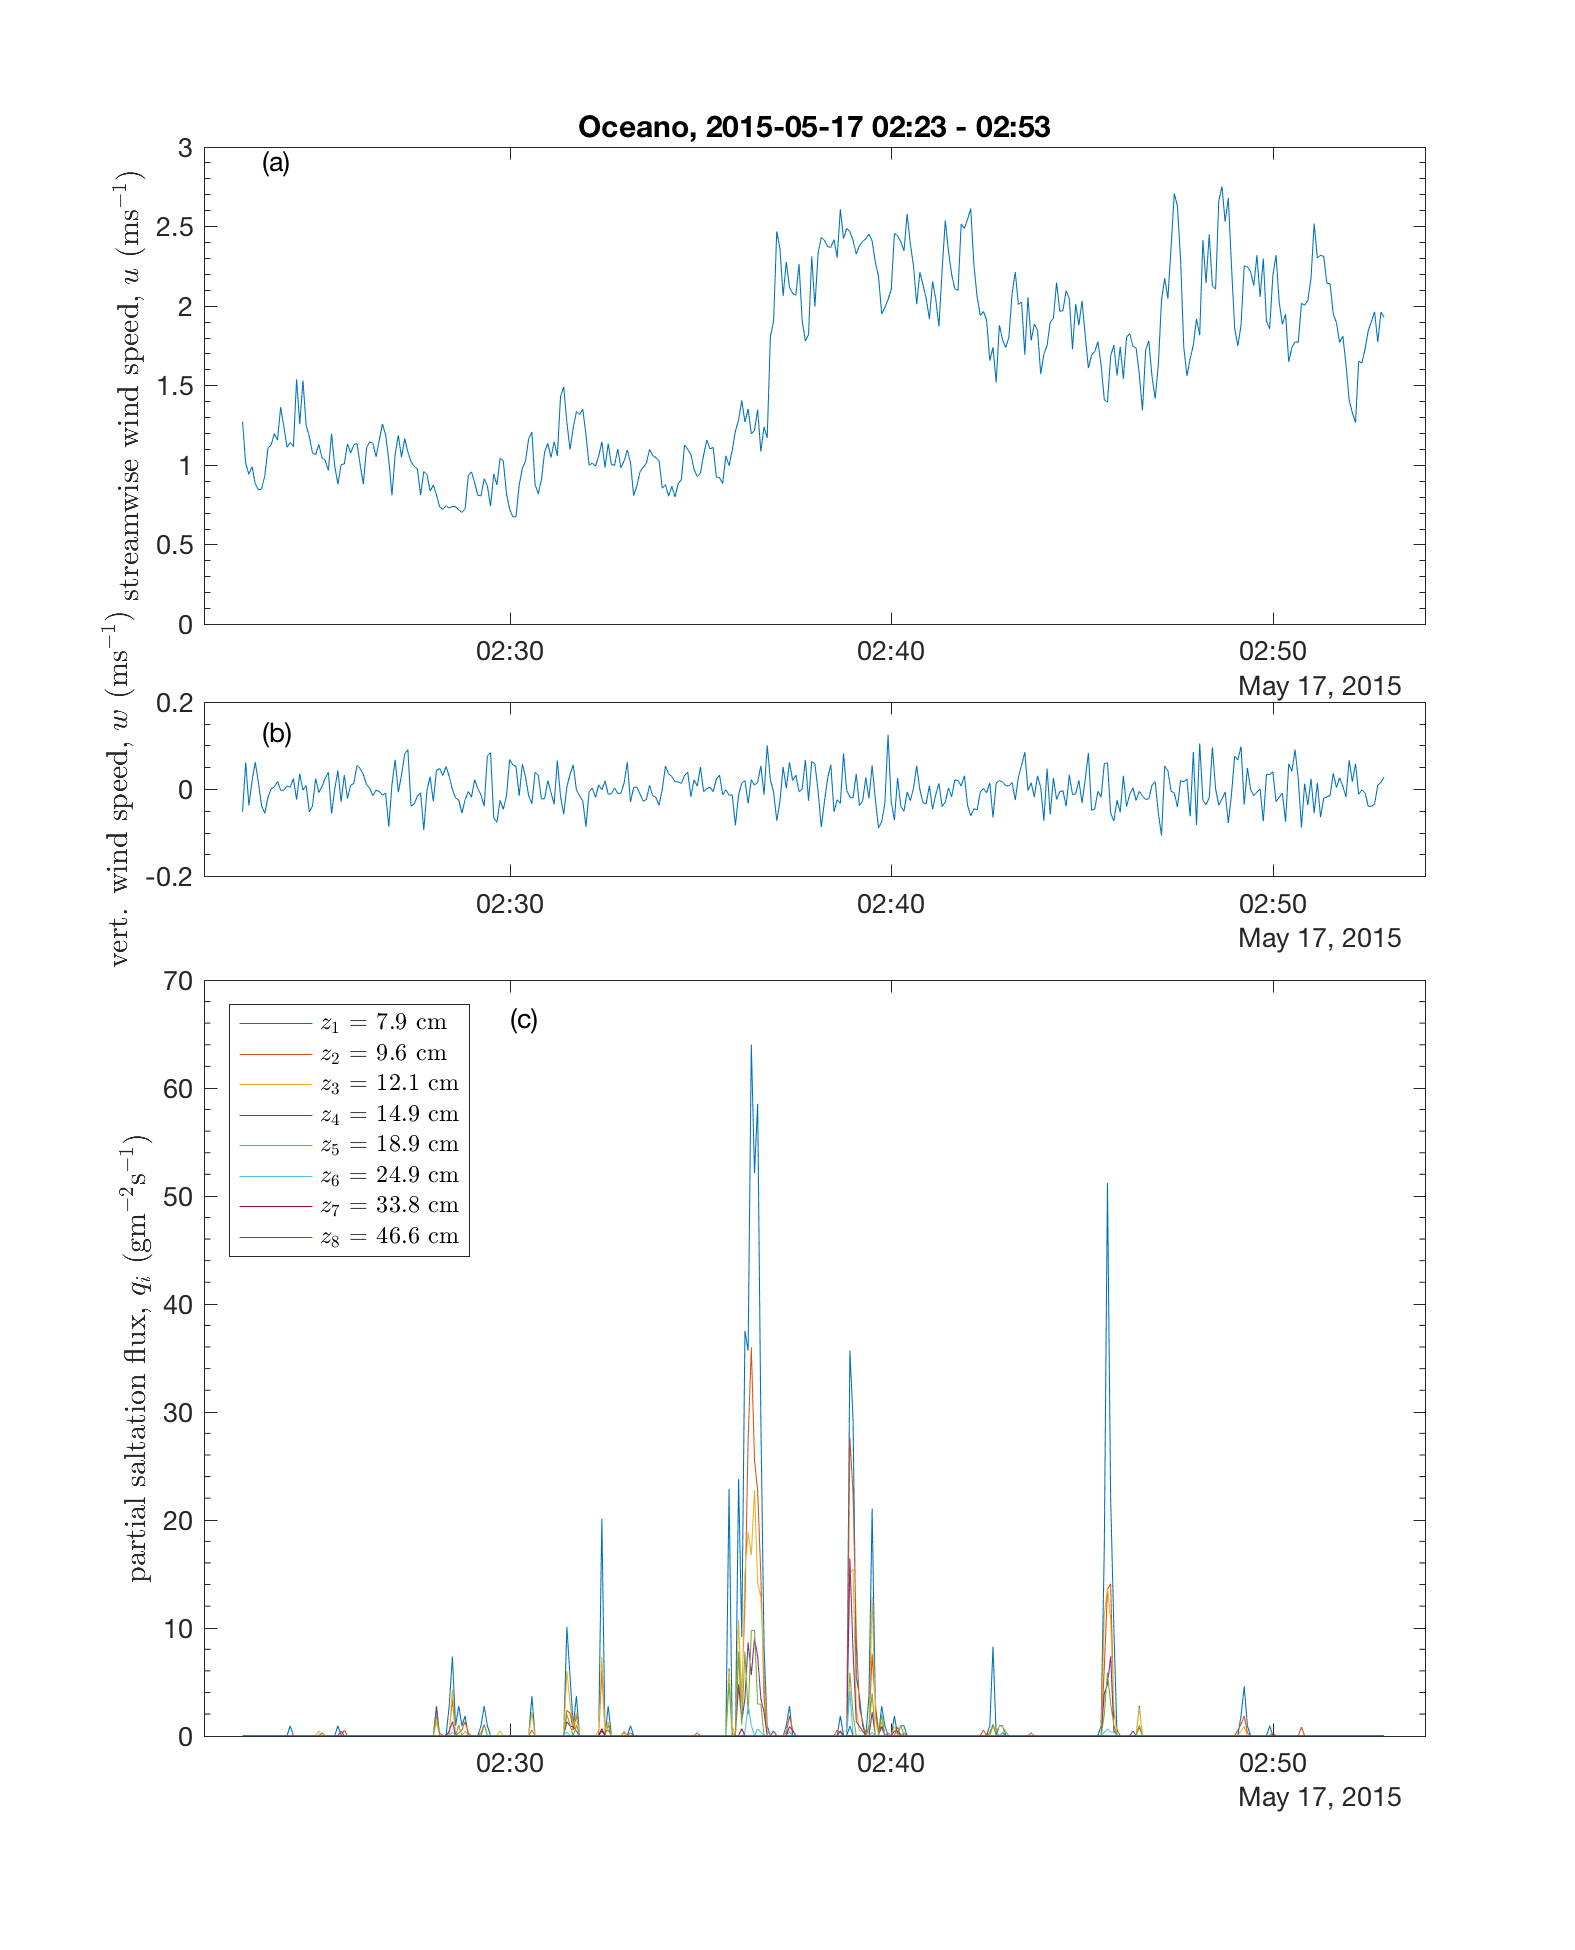 Oceano, 2015-05-17 02:23 - 02:53
(a)
streamwise wind speed, u (ms⁻¹)
3
2.5
2
1.5
1
0.5
0
02:30 02:40 02:50
May 17, 2015
(b)
vert. wind speed, w (ms⁻¹)
0.2
0
-0.2
02:30 02:40 02:50
May 17, 2015
(c)
partial saltation flux, qᵢ (gm⁻²s⁻¹)
70
60
50
40
30
20
10
0
z₁ = 7.9 cm
z₂ = 9.6 cm
z₃ = 12.1 cm
z₄ = 14.9 cm
z₅ = 18.9 cm
z₆ = 24.9 cm
z₇ = 33.8 cm
z₈ = 46.6 cm
02:30 02:40 02:50
May 17, 2015